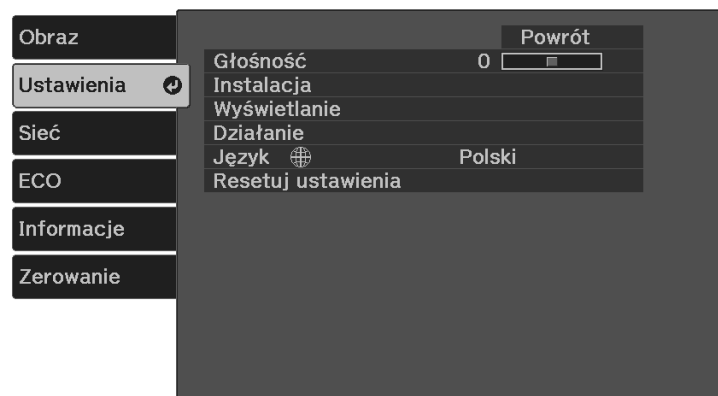 Obraz
Ustawienia
Sieć
ECO
Informacje
Zerowanie
Powrót
Głośność 0
Instalacja
Wyświetlanie
Działanie
Język Polski
Resetuj ustawienia